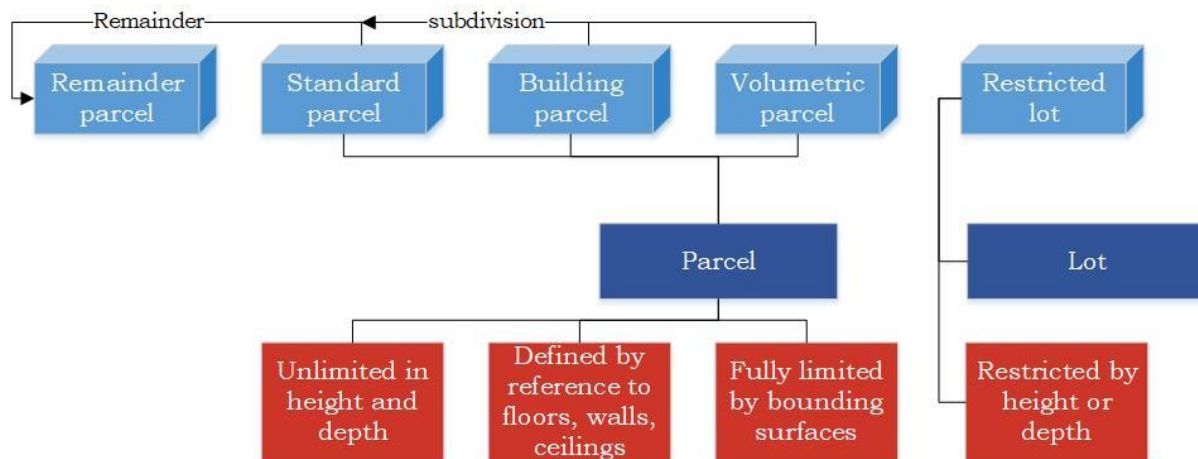 Remainder
subdivision
Remainder
parcel
Standard
parcel
Building
parcel
Volumetric
parcel
Restricted
lot
Parcel
Lot
Unlimited in
height and
depth
Defined by
reference to
floors, walls,
ceilings
Fully limited
by bounding
surfaces
Restricted by
height or
depth